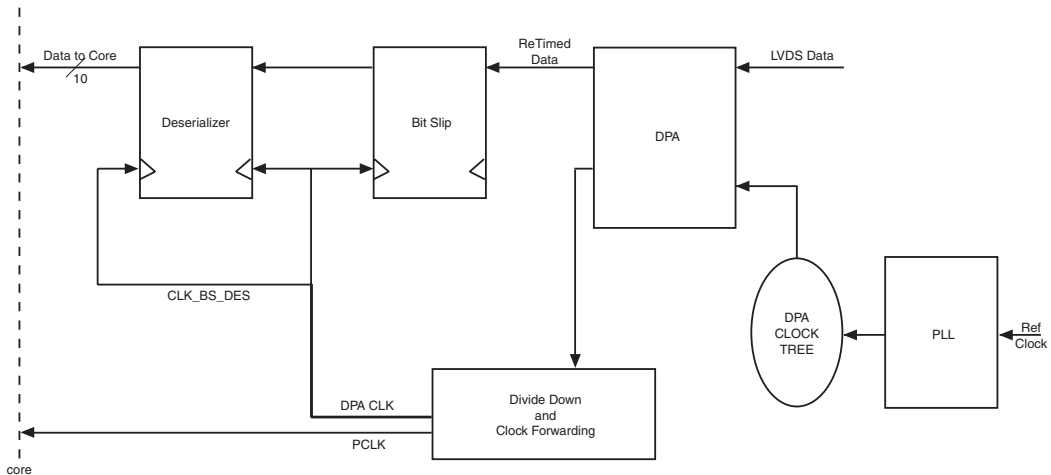 Data to Core
10
Deserializer
Bit Slip
ReTimed
Data
DPA
LVDS Data
CLK_BS_DES
DPA
CLOCK
TREE
PLL
Ref
Clock
DPA CLK
PCLK
Divide Down
and
Clock Forwarding
core